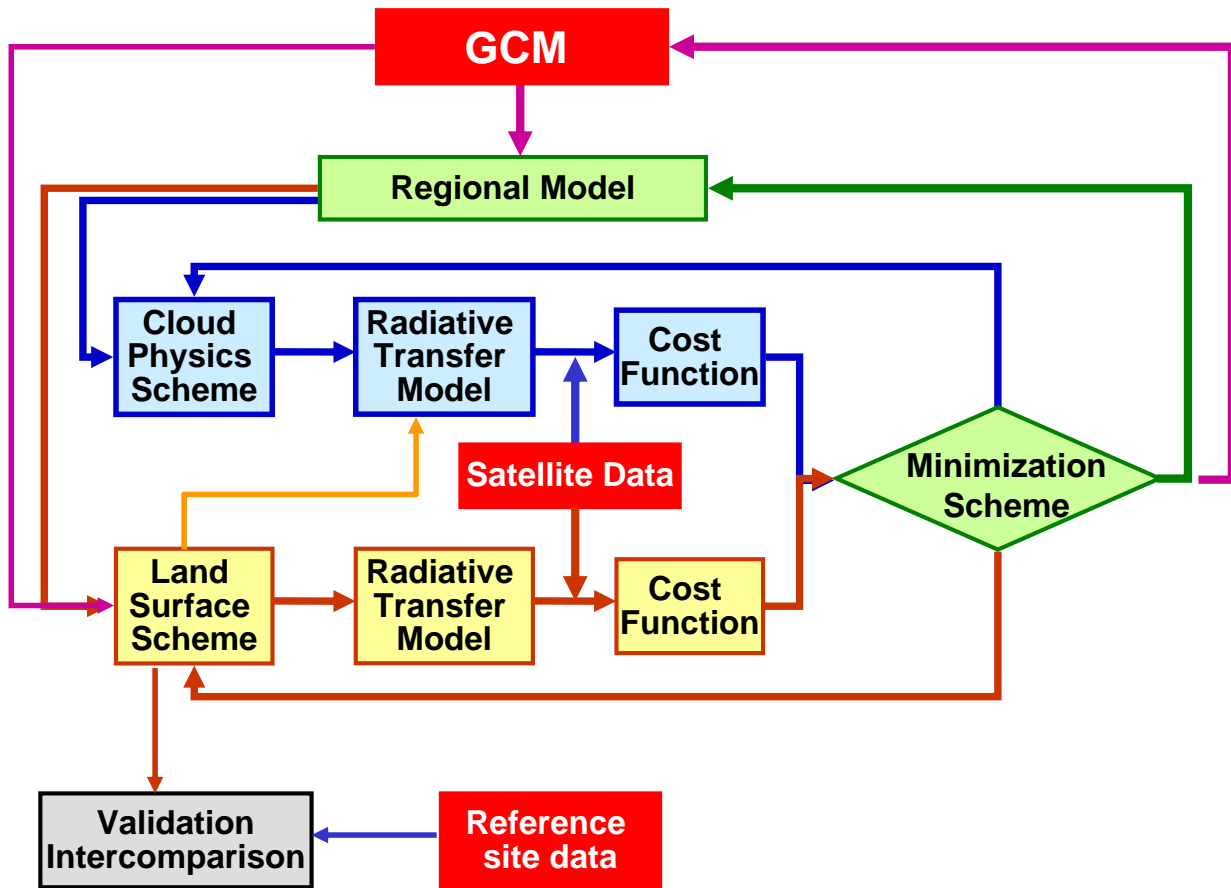 GCM
Regional Model
Cloud
Physics
Scheme
Radiative
Transfer
Model
Cost
Function
Satellite Data
Minimization
Scheme
Land
Surface
Scheme
Radiative
Transfer
Model
Cost
Function
Validation
Intercomparison
Reference
site data